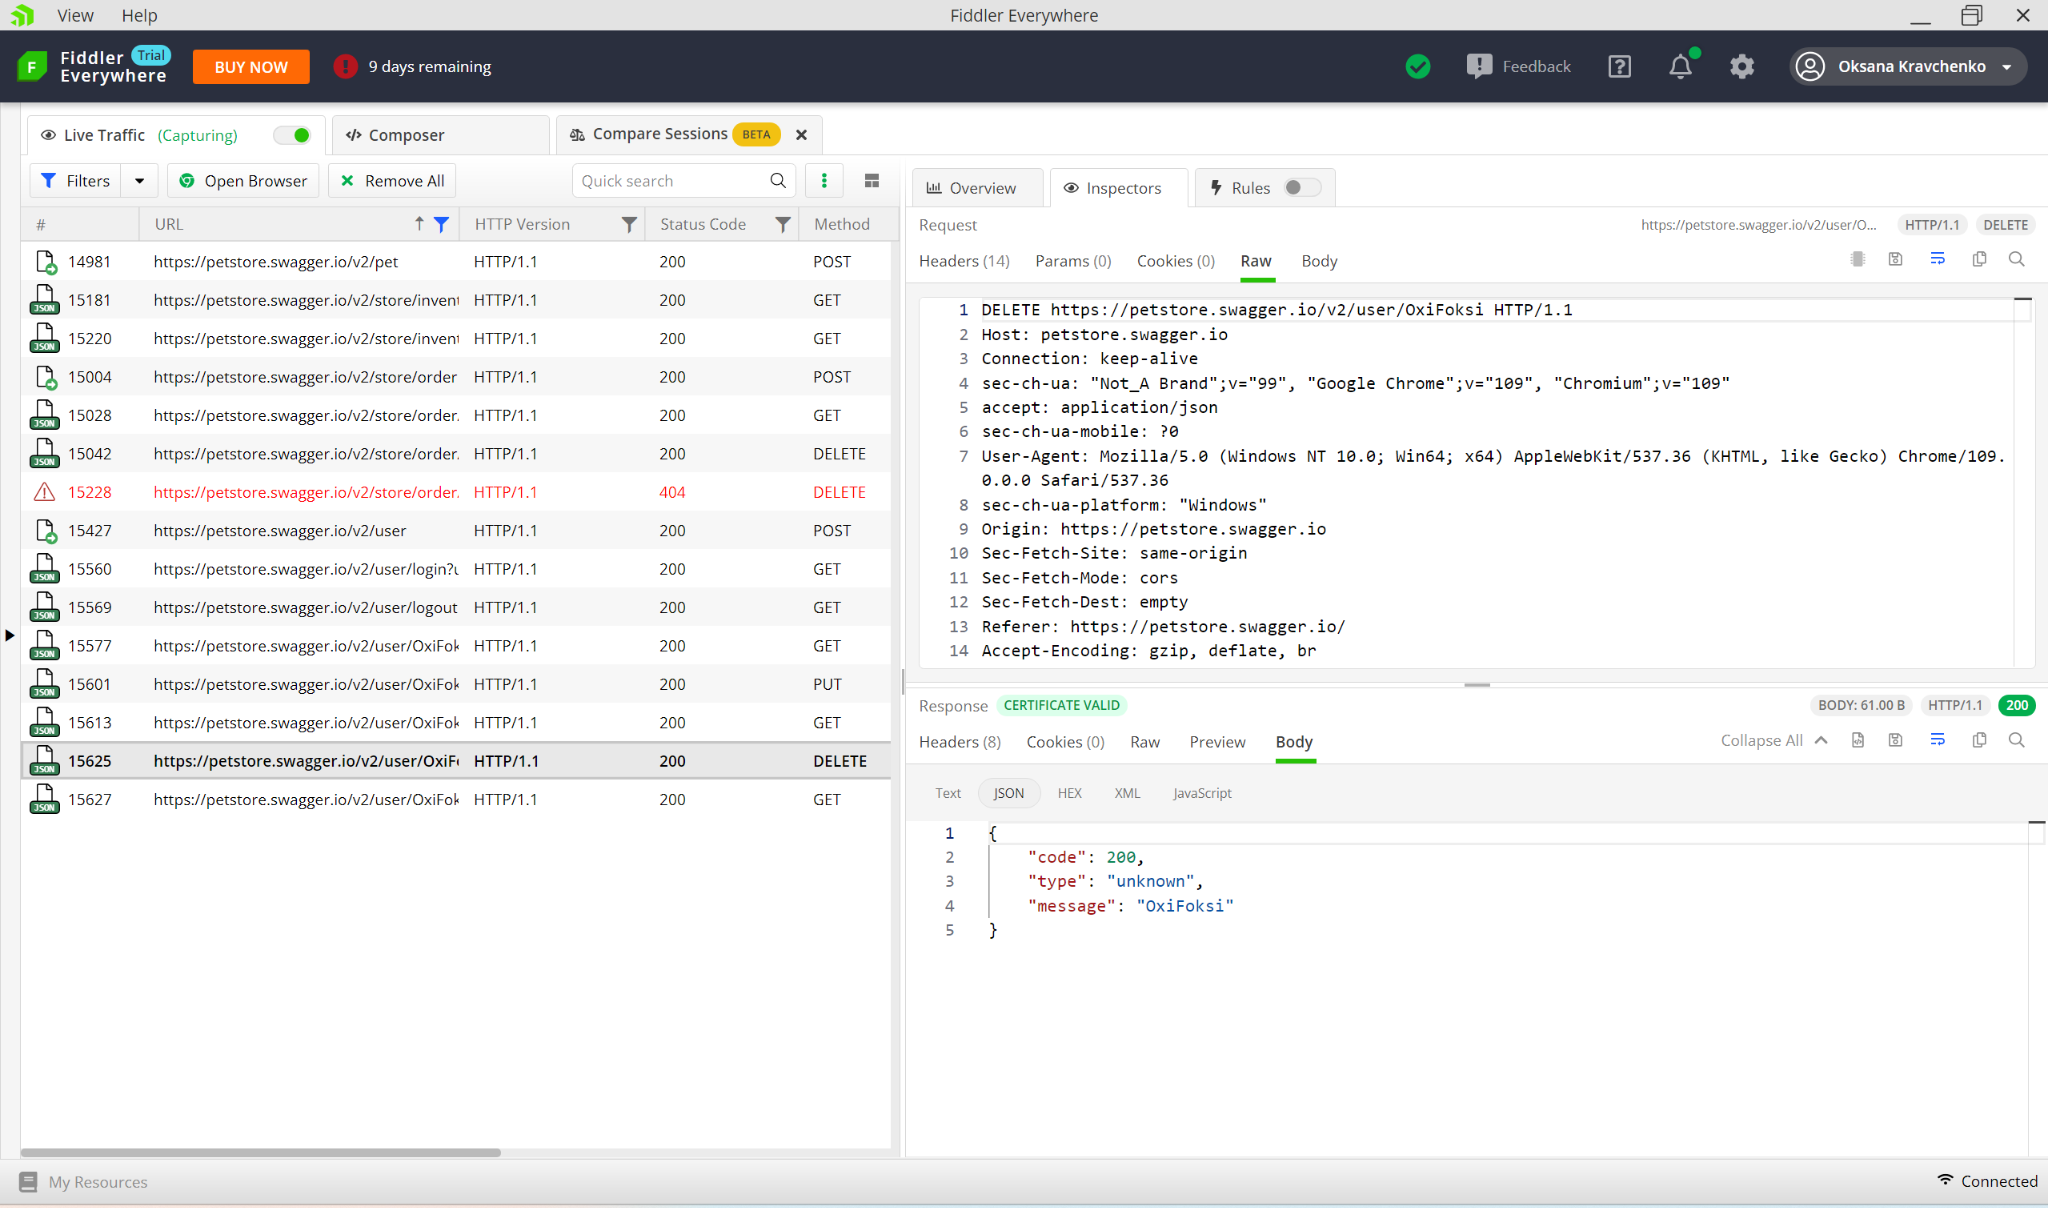 View Help Fiddler Everywhere
Fiddler Trial
Everywhere
BUY NOW 9 days remaining Feedback Oksana Kravchenko
Live Traffic (Capturing) Composer Compare Sessions BETA
Filters Open Browser Remove All Quick search
# URL HTTP Version Status Code Method
14981 https://petstore.swagger.io/v2/pet HTTP/1.1 200 POST
JSON 15181 https://petstore.swagger.io/v2/store/invent HTTP/1.1 200 GET
JSON 15220 https://petstore.swagger.io/v2/store/invent HTTP/1.1 200 GET
15004 https://petstore.swagger.io/v2/store/order HTTP/1.1 200 POST
JSON 15028 https://petstore.swagger.io/v2/store/order. HTTP/1.1 200 GET
JSON 15042 https://petstore.swagger.io/v2/store/order. HTTP/1.1 200 DELETE
15228 https://petstore.swagger.io/v2/store/order. HTTP/1.1 404 DELETE
15427 https://petstore.swagger.io/v2/user HTTP/1.1 200 POST
JSON 15560 https://petstore.swagger.io/v2/user/login?u HTTP/1.1 200 GET
JSON 15569 https://petstore.swagger.io/v2/user/logout HTTP/1.1 200 GET
JSON 15577 https://petstore.swagger.io/v2/user/OxiFok HTTP/1.1 200 GET
JSON 15601 https://petstore.swagger.io/v2/user/OxiFok HTTP/1.1 200 PUT
JSON 15613 https://petstore.swagger.io/v2/user/OxiFok HTTP/1.1 200 GET
JSON 15625 https://petstore.swagger.io/v2/user/OxiF HTTP/1.1 200 DELETE
JSON 15627 https://petstore.swagger.io/v2/user/OxiFok HTTP/1.1 200 GET
Overview Inspectors Rules
Request https://petstore.swagger.io/v2/user/O... HTTP/1.1 DELETE
Headers (14) Params (0) Cookies (0) Raw Body
1 DELETE https://petstore.swagger.io/v2/user/OxiFoksi HTTP/1.1
2 Host: petstore.swagger.io
3 Connection: keep-alive
4 sec-ch-ua: "Not_A Brand";v="99", "Google Chrome";v="109", "Chromium";v="109"
5 accept: application/json
6 sec-ch-ua-mobile: ?0
7 User-Agent: Mozilla/5.0 (Windows NT 10.0; Win64; x64) AppleWebKit/537.36 (KHTML, like Gecko) Chrome/109.
0.0.0 Safari/537.36
8 sec-ch-ua-platform: "Windows"
9 Origin: https://petstore.swagger.io
10 Sec-Fetch-Site: same-origin
11 Sec-Fetch-Mode: cors
12 Sec-Fetch-Dest: empty
13 Referer: https://petstore.swagger.io/
14 Accept-Encoding: gzip, deflate, br
Response CERTIFICATE VALID BODY: 61.00 B HTTP/1.1 200
Headers (8) Cookies (0) Raw Preview Body Collapse All
Text JSON HEX XML JavaScript
1 {
2 "code": 200,
3 "type": "unknown",
4 "message": "OxiFoksi"
5 }
My Resources Connected